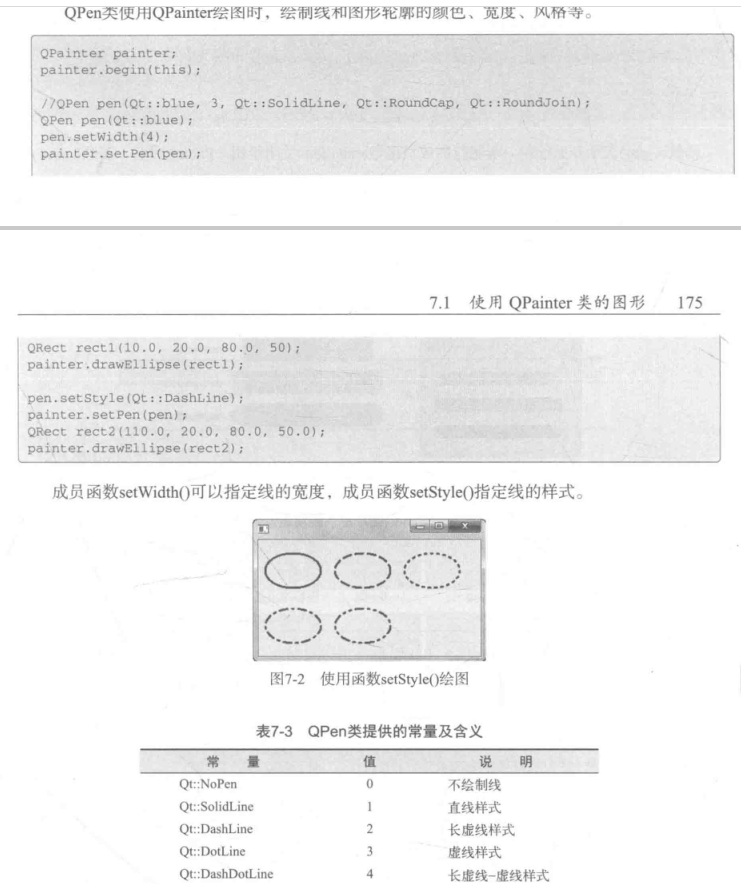 QPen类使用QPainter绘图时，绘制线和图形轮廓的颜色、宽度、风格等。
QPainter painter;
painter.begin(this);
//QPen pen(Qt::blue, 3, Qt::SolidLine, Qt::RoundCap, Qt::RoundJoin);
QPen pen(Qt::blue);
pen.setWidth(4);
painter.setPen(pen);
7.1 使用 QPainter 类的图形 175
QRect rect1(10.0, 20.0, 80.0, 50);
painter.drawEllipse(rect1);
pen.setStyle(Qt::DashLine);
painter.setPen(pen);
QRect rect2(110.0, 20.0, 80.0, 50.0);
painter.drawEllipse(rect2);
成员函数setWidth()可以指定线的宽度，成员函数setStyle()指定线的样式。
图7-2 使用函数setStyle()绘图
表7-3 QPen类提供的常量及含义
常 量 值 说 明
Qt::NoPen 0 不绘制线
Qt::SolidLine 1 直线样式
Qt::DashLine 2 长虚线样式
Qt::DotLine 3 虚线样式
Qt::DashDotLine 4 长虚线-虚线样式